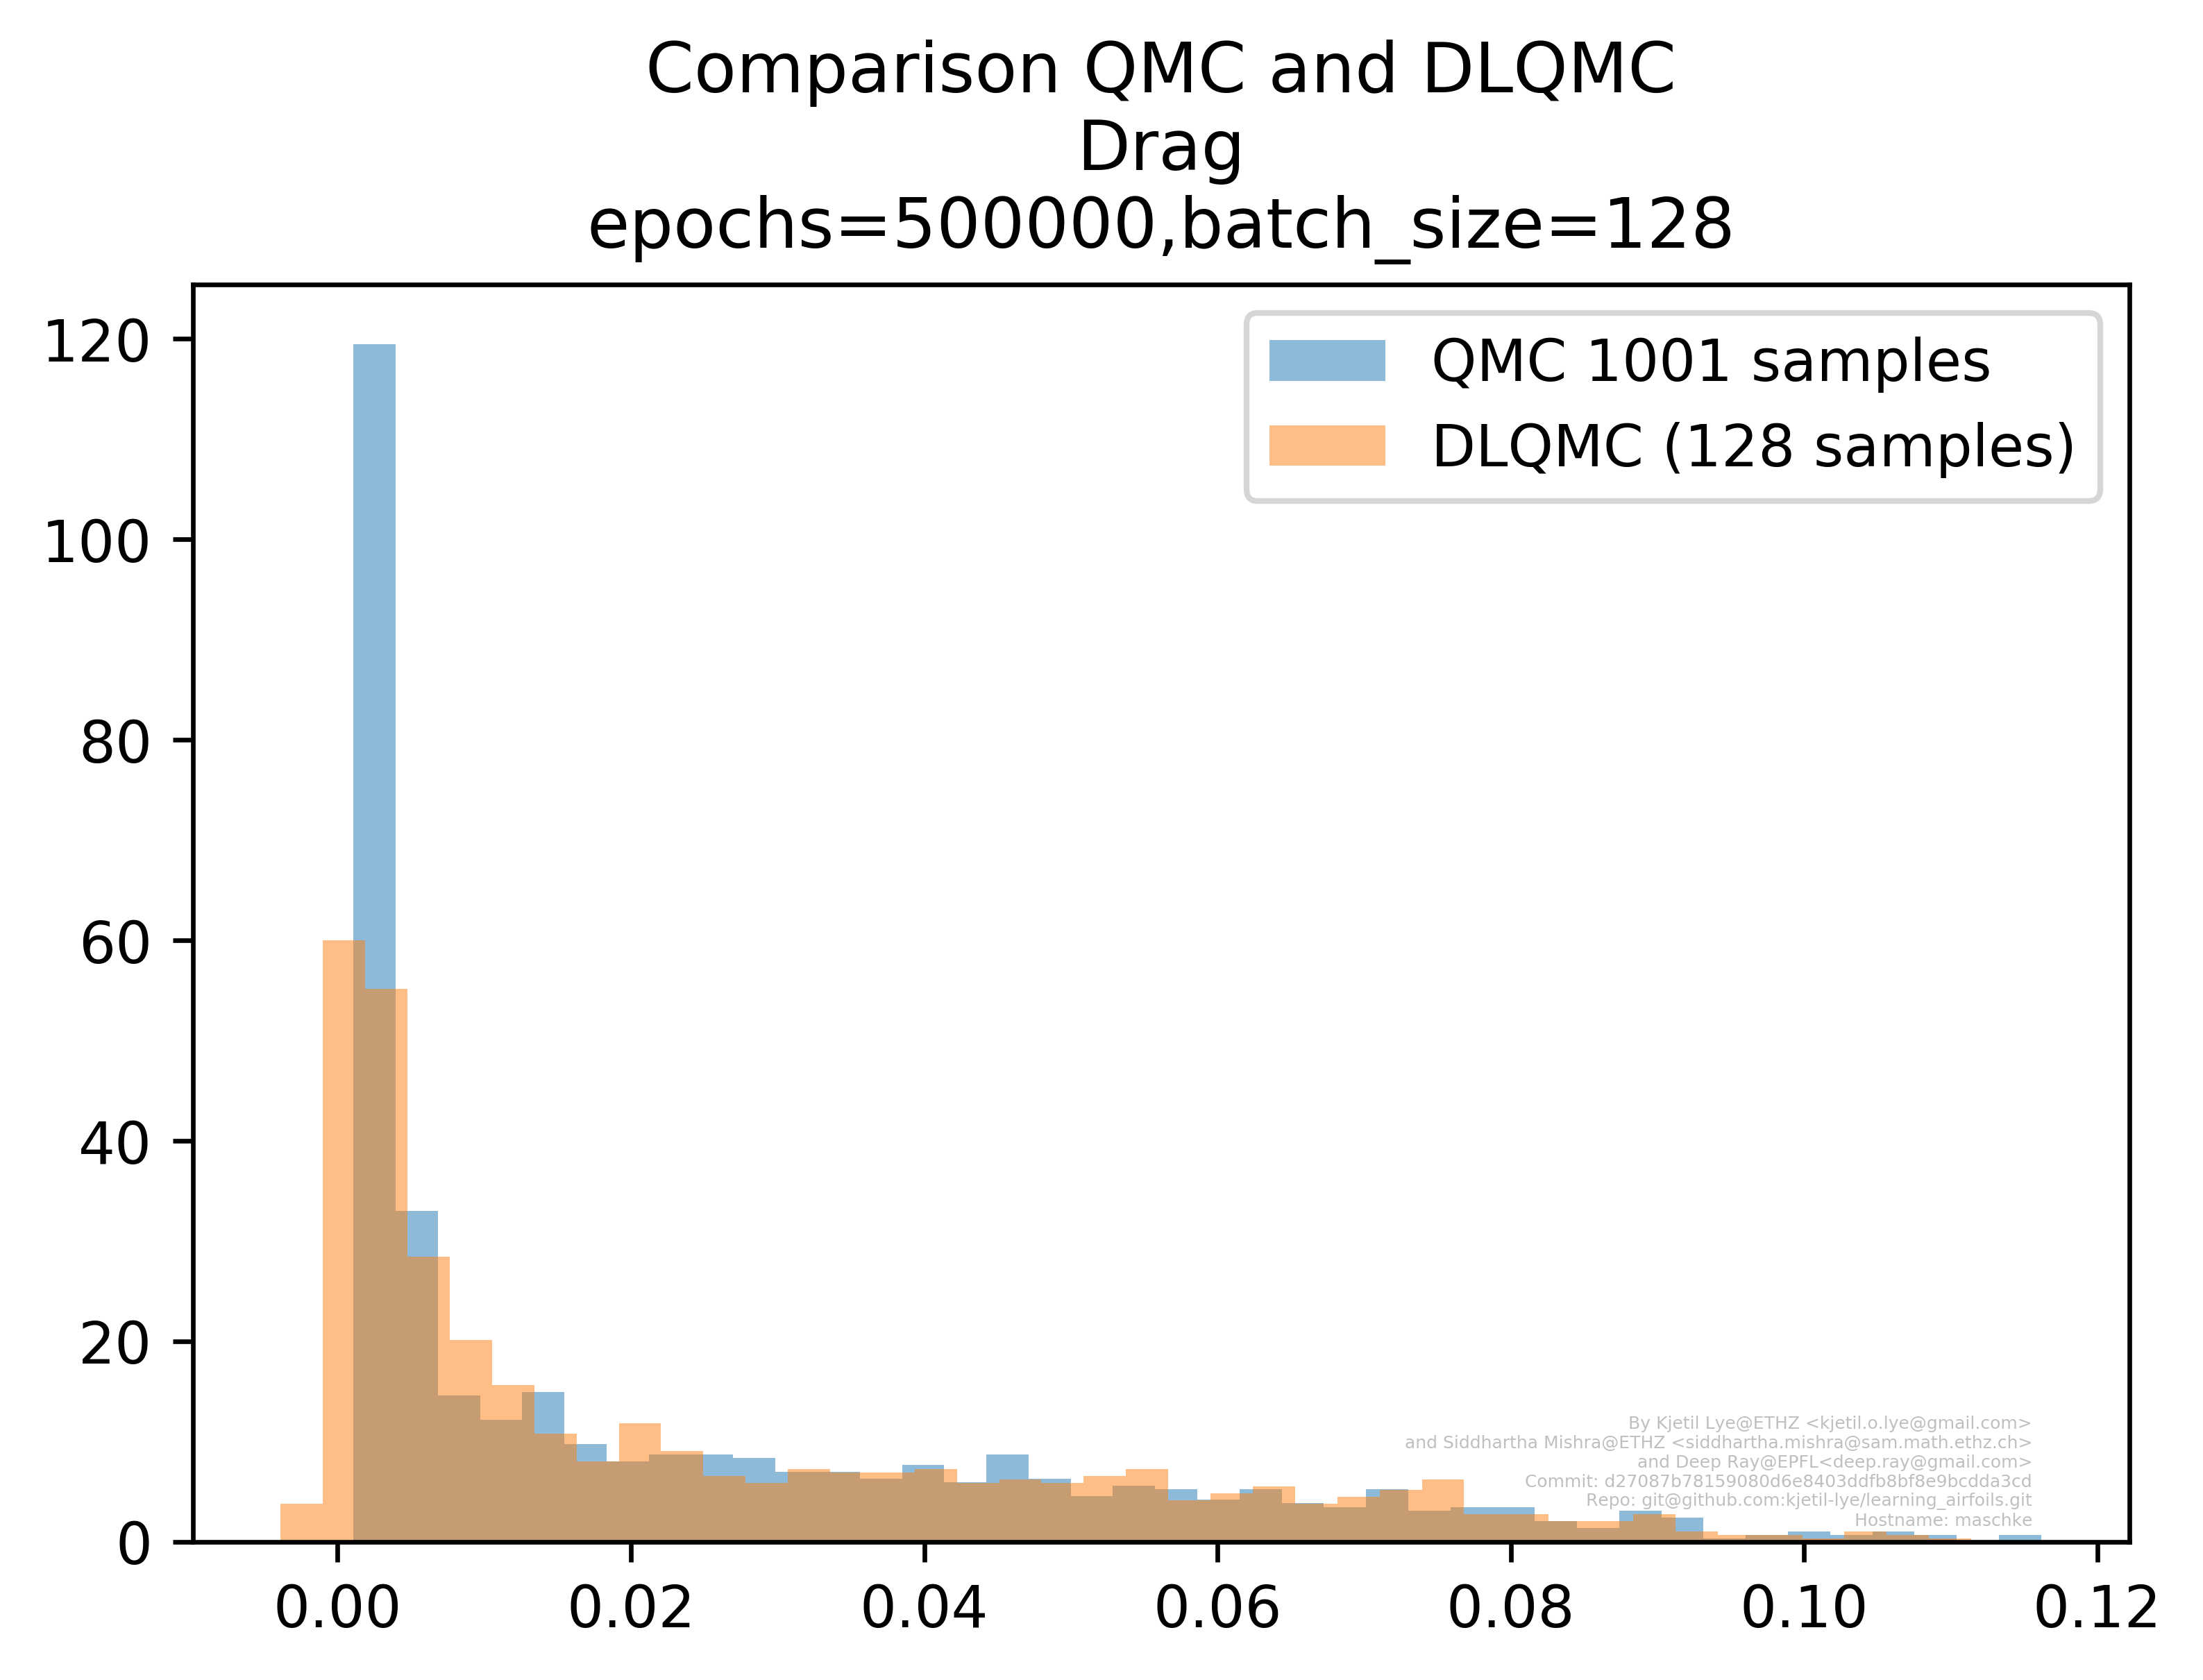 Comparison QMC and DLQMC
Drag
epochs=500000,batch_size=128
QMC 1001 samples
DLQMC (128 samples)
120
100
80
60
40
20
0
By Kjetil Lye@ETHZ <kjetil.o.lye@gmail.com>
and Siddhartha Mishra@ETHZ <siddhartha.mishra@sam.math.ethz.ch>
and Deep Ray@EPFL<deep.ray@gmail.com>
Commit: d27087b78159080d6e8403ddfb8bf8e9bcdda3cd
Repo: git@github.com:kjetil-lye/learning_airfoils.git
Hostname: maschke
0.00 0.02 0.04 0.06 0.08 0.10 0.12